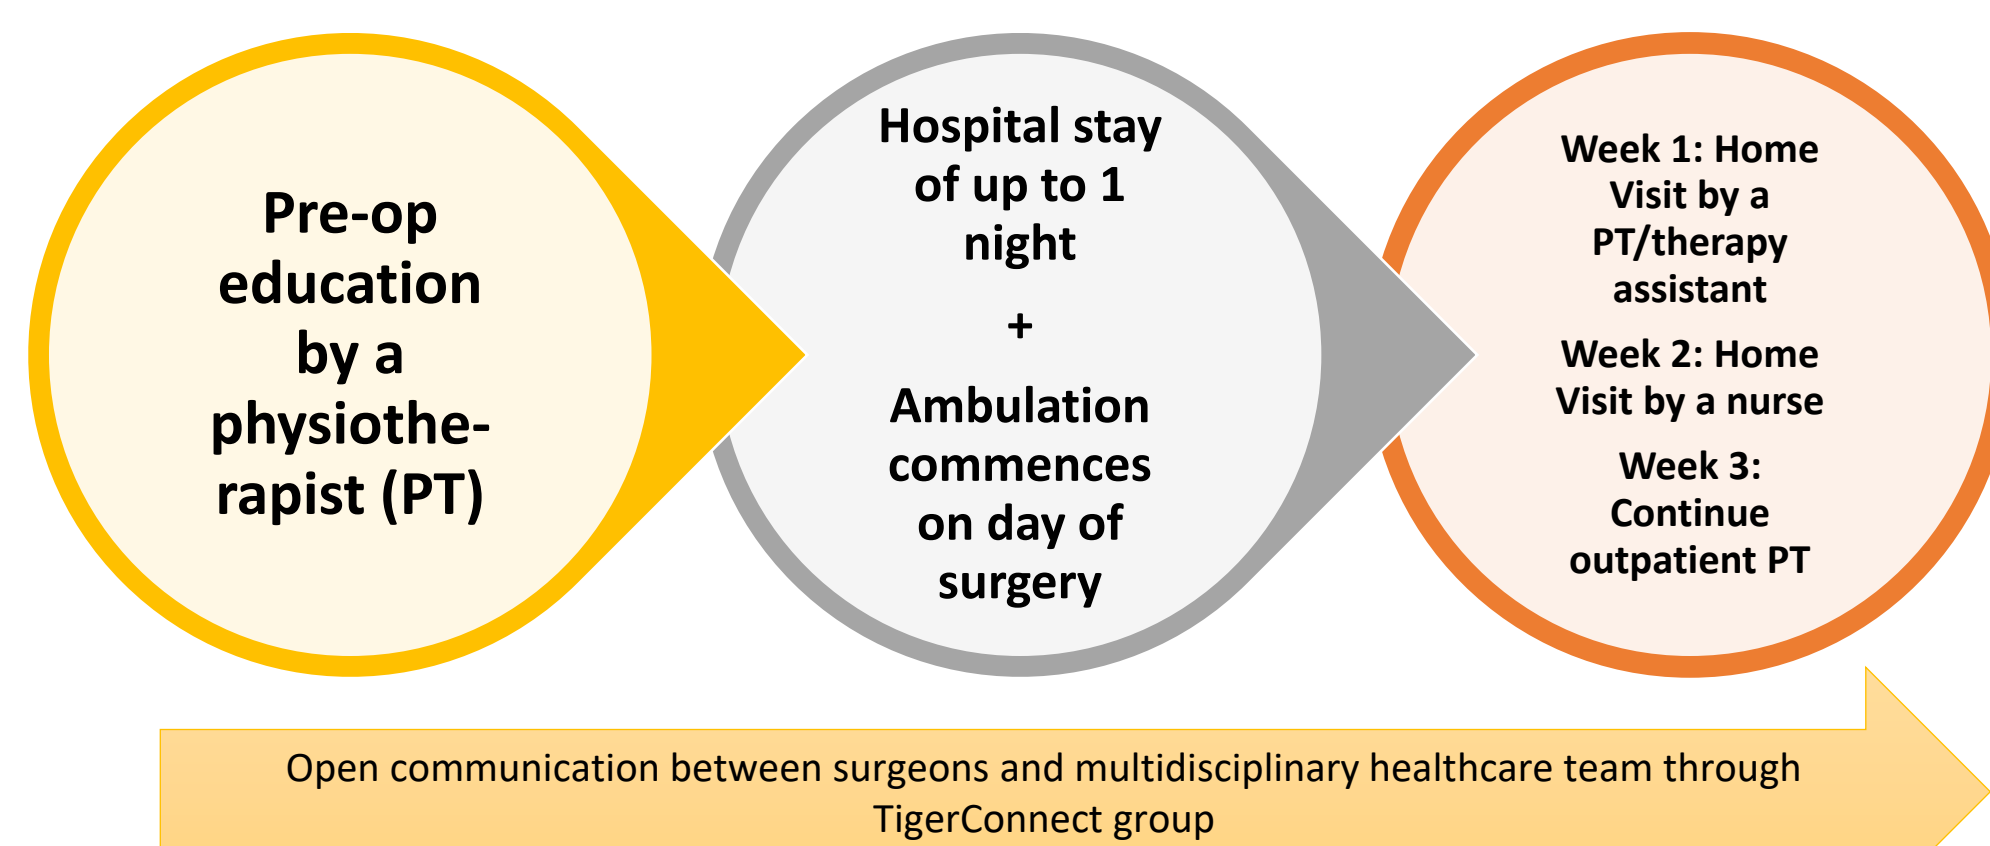 Pre-op
education
by a
physiothe-
rapist (PT)
Hospital stay
of up to 1
night
+
Ambulation
commences
on day of
surgery
Week 1: Home
Visit by a
PT/therapy
assistant
Week 2: Home
Visit by a nurse
Week 3:
Continue
outpatient PT
Open communication between surgeons and multidisciplinary healthcare team through
TigerConnect group